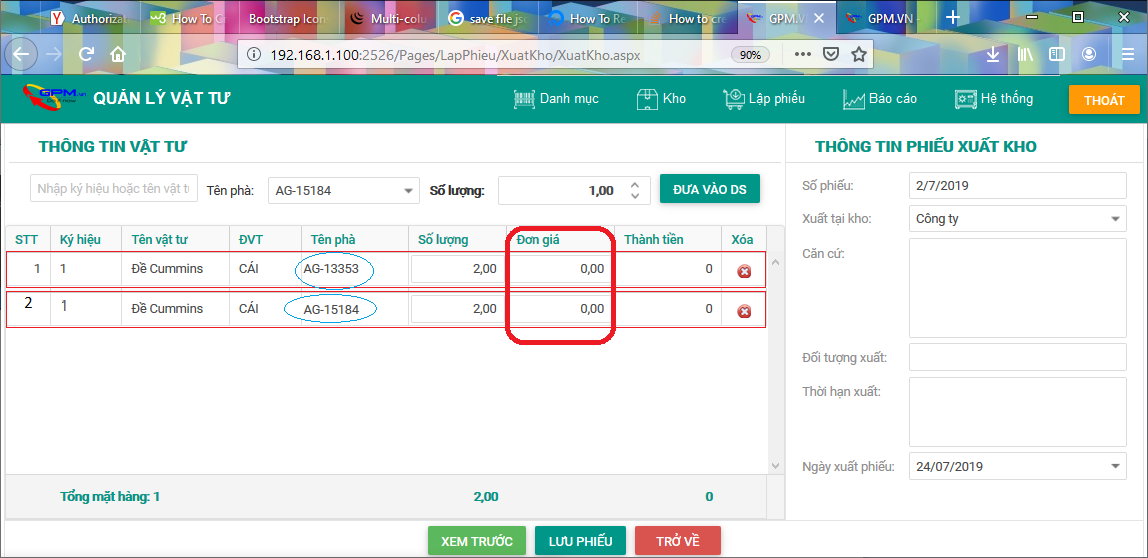 Authorizat
How To Cr
Bootstrap Icons
Multi-colu
save file jso
How To Re
How to cre
GPM.V
GPM.VN -
192.168.1.100:2526/Pages/LapPhieu/XuatKho/XuatKho.aspx
90%
GPM.vn QUẢN LÝ VẬT TƯ Danh mục Kho Lập phiếu Báo cáo Hệ thống THOÁT
THÔNG TIN VẬT TƯ
Nhập ký hiệu hoặc tên vật tư Tên phà: AG-15184 Số lượng: 1,00 ĐƯA VÀO DS
STT Ký hiệu Tên vật tư ĐVT Tên phà Số lượng Đơn giá Thành tiền Xóa
1 1 Đề Cummins CÁI AG-13353 2,00 0,00 0
2 1 Đề Cummins CÁI AG-15184 2,00 0,00 0
Tổng mặt hàng: 1 2,00 0
THÔNG TIN PHIẾU XUẤT KHO
Số phiếu: 2/7/2019
Xuất tại kho: Công ty
Căn cứ:
Đối tượng xuất:
Thời hạn xuất:
Ngày xuất phiếu: 24/07/2019
XEM TRƯỚC LƯU PHIẾU TRỞ VỀ